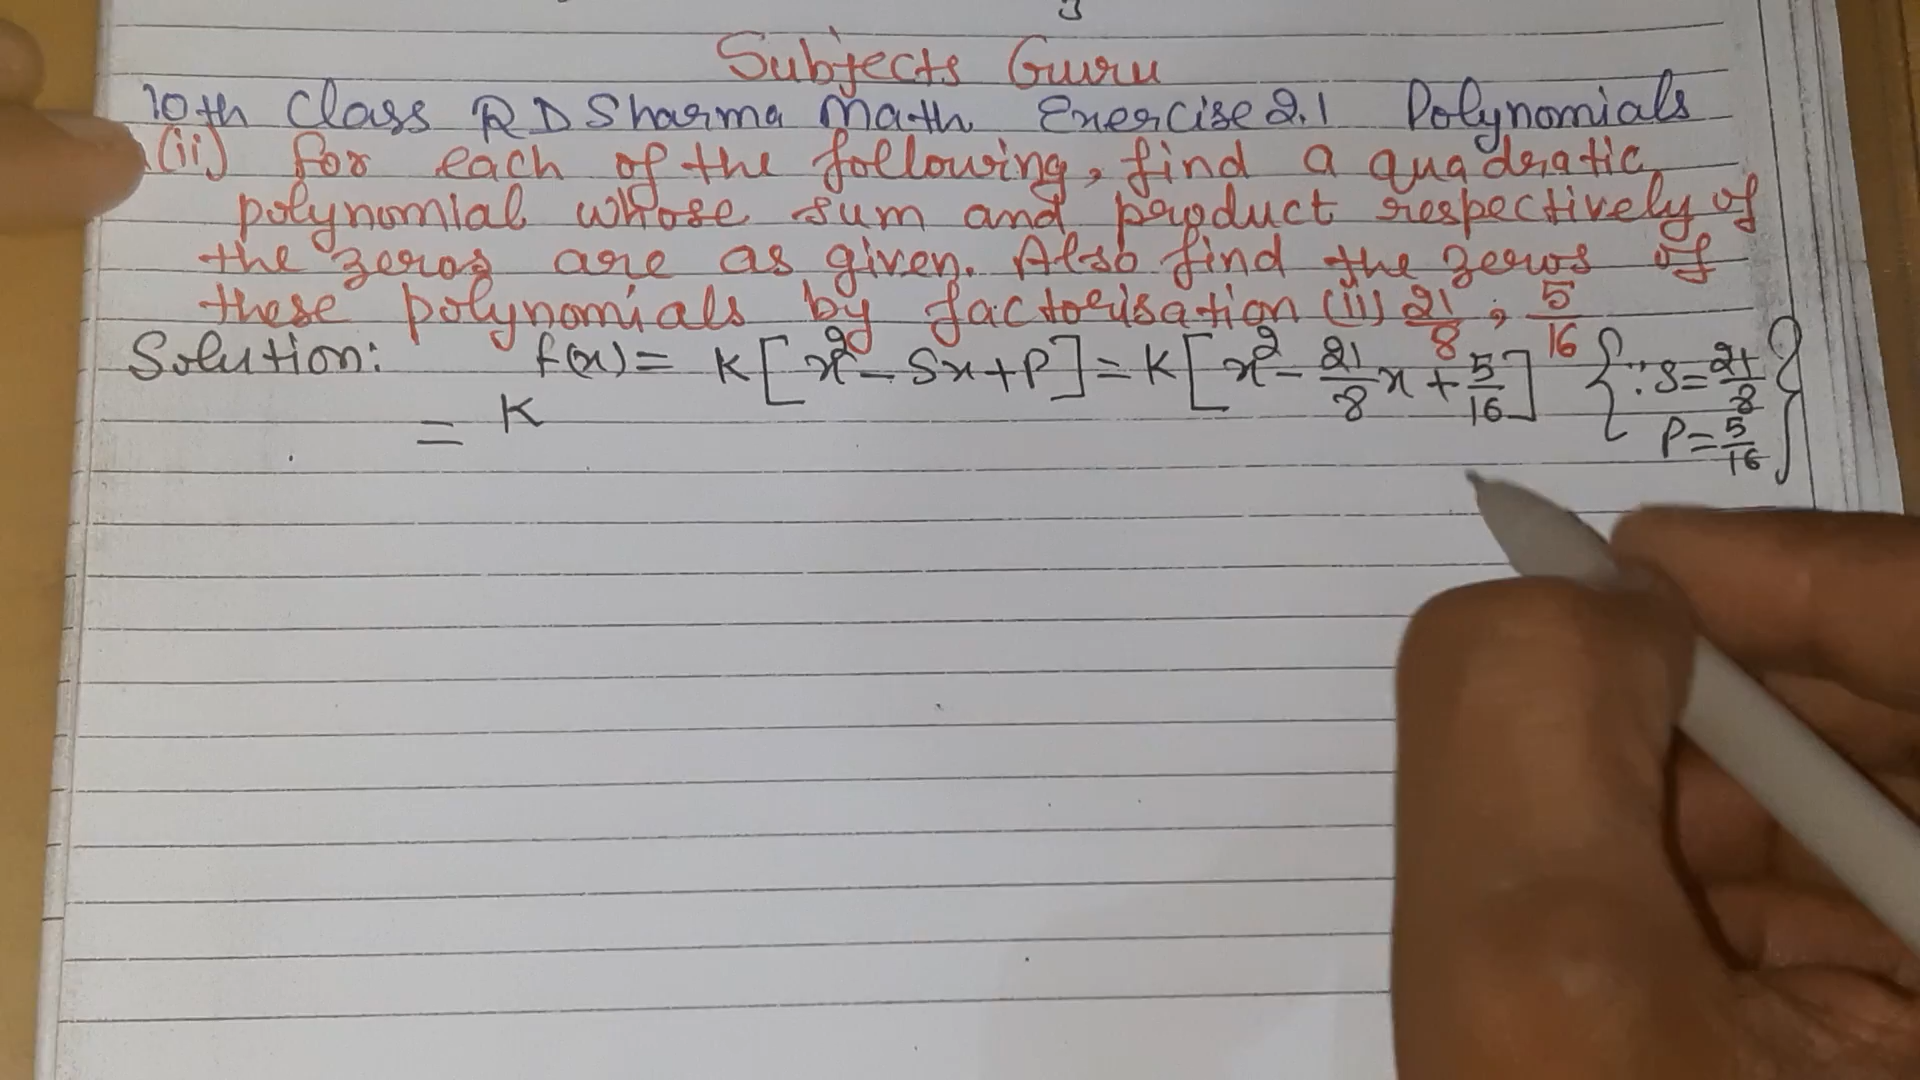 Subjects Guru
10th Class RD Sharma Math Exercise 2.1 Polynomials
(ii) for each of the following, find a quadratic
polynomial whose sum and product respectively of
the zeros are as given. Also find the zeros of
these polynomials by factorisation (ii) 21/8, 5/16
Solution: f(x) = K[x² - Sx + P] = K[x² - 21/8 x + 5/16] {∵ S = 21/8
P = 5/16}
= K